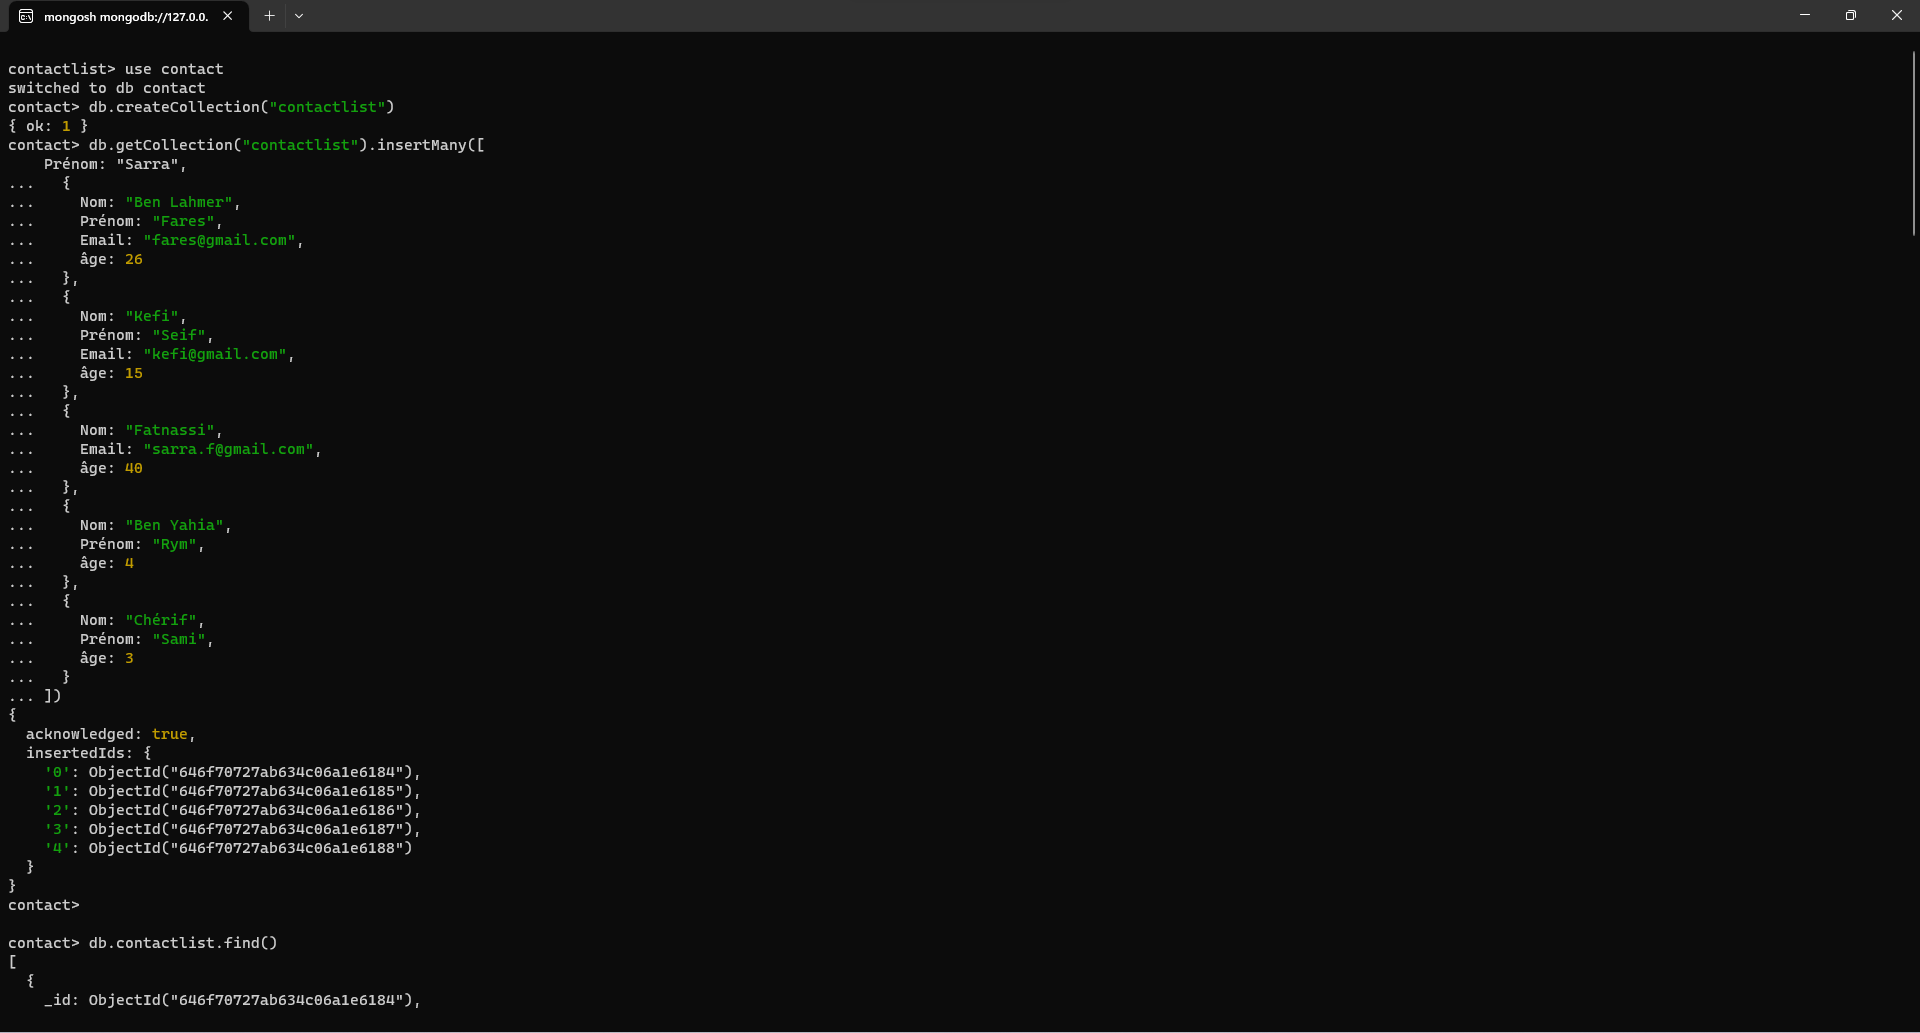 mongosh mongodb://127.0.0.
contactlist> use contact
switched to db contact
contact> db.createCollection("contactlist")
{ ok: 1 }
contact> db.getCollection("contactlist").insertMany([
    Prénom: "Sarra",
...   {
...     Nom: "Ben Lahmer",
...     Prénom: "Fares",
...     Email: "fares@gmail.com",
...     âge: 26
...   },
...   {
...     Nom: "Kefi",
...     Prénom: "Seif",
...     Email: "kefi@gmail.com",
...     âge: 15
...   },
...   {
...     Nom: "Fatnassi",
...     Email: "sarra.f@gmail.com",
...     âge: 40
...   },
...   {
...     Nom: "Ben Yahia",
...     Prénom: "Rym",
...     âge: 4
...   },
...   {
...     Nom: "Chérif",
...     Prénom: "Sami",
...     âge: 3
...   }
... ])
{
  acknowledged: true,
  insertedIds: {
    '0': ObjectId("646f70727ab634c06a1e6184"),
    '1': ObjectId("646f70727ab634c06a1e6185"),
    '2': ObjectId("646f70727ab634c06a1e6186"),
    '3': ObjectId("646f70727ab634c06a1e6187"),
    '4': ObjectId("646f70727ab634c06a1e6188")
  }
}
contact>
contact> db.contactlist.find()
[
  {
    _id: ObjectId("646f70727ab634c06a1e6184"),